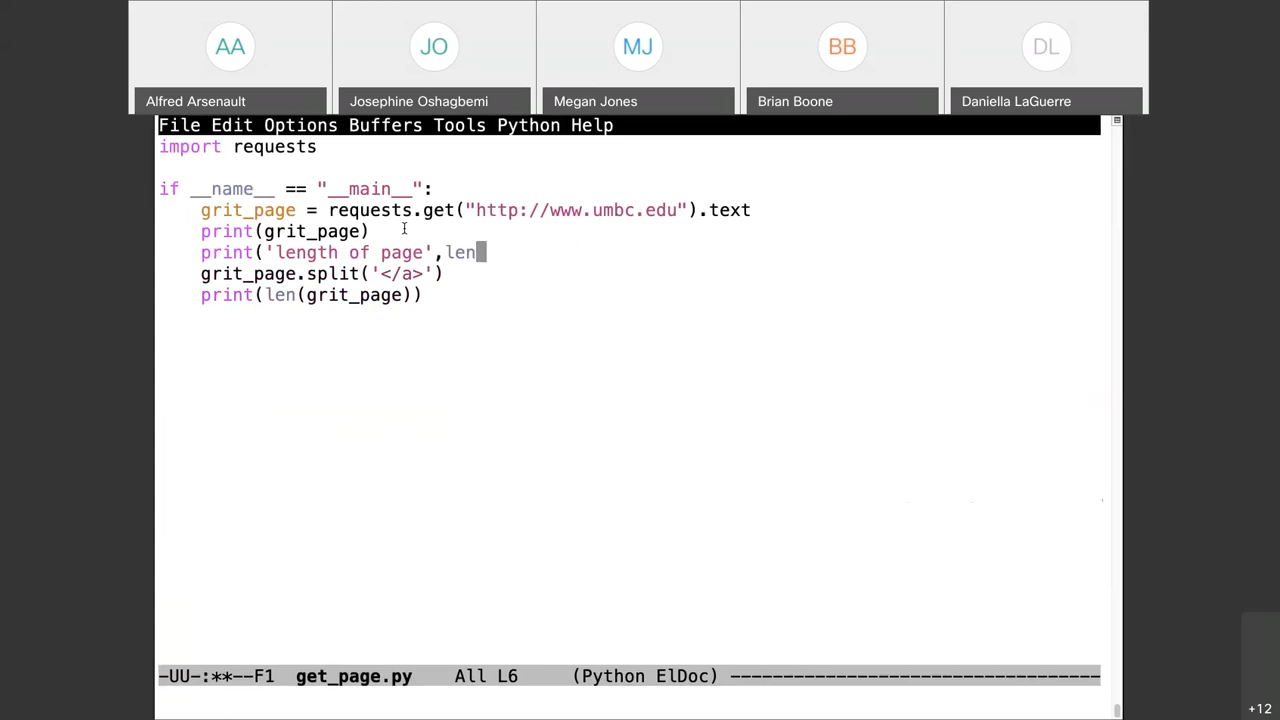 AA JO MJ BB DL
Alfred Arsenault Josephine Oshagbemi Megan Jones Brian Boone Daniella LaGuerre
File Edit Options Buffers Tools Python Help
import requests
if __name__ == "__main__":
    grit_page = requests.get("http://www.umbc.edu").text
    print(grit_page)
    print('length of page',len
    grit_page.split('</a>')
    print(len(grit_page))
-UU-:**--F1  get_page.py    All L6     (Python ElDoc) -----------------------------------
+12